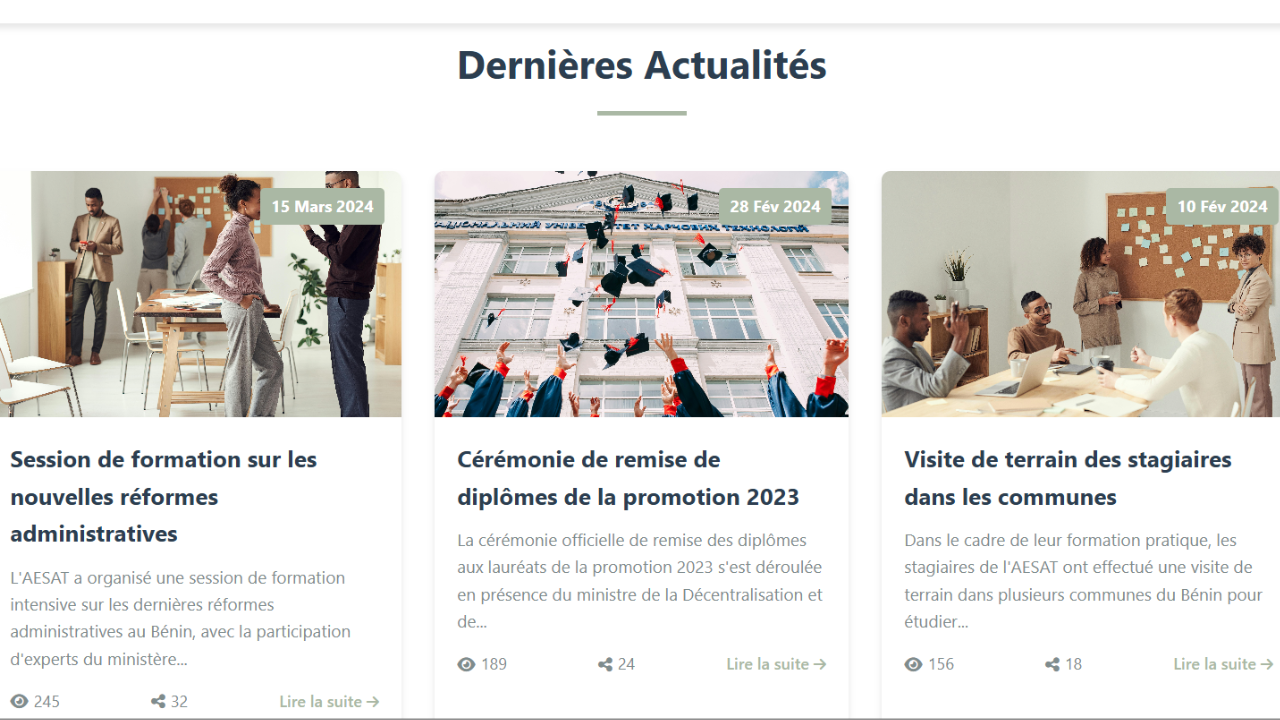 Dernières Actualités
15 Mars 2024
Session de formation sur les
nouvelles réformes
administratives
L'AESAT a organisé une session de formation
intensive sur les dernières réformes
administratives au Bénin, avec la participation
d'experts du ministère...
245
32
Lire la suite →
28 Fév 2024
Cérémonie de remise de
diplômes de la promotion 2023
La cérémonie officielle de remise des diplômes
aux lauréats de la promotion 2023 s'est déroulée
en présence du ministre de la Décentralisation et
de...
189
24
Lire la suite →
10 Fév 2024
Visite de terrain des stagiaires
dans les communes
Dans le cadre de leur formation pratique, les
stagiaires de l'AESAT ont effectué une visite de
terrain dans plusieurs communes du Bénin pour
étudier...
156
18
Lire la suite →